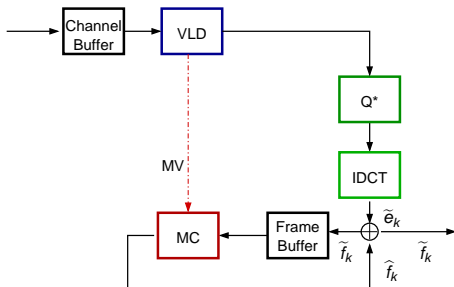 Channel
Buffer
VLD
Q*
MV
IDCT
ẽₖ
MC
Frame
Buffer
f̃ₖ
f̃ₖ
f̂ₖ